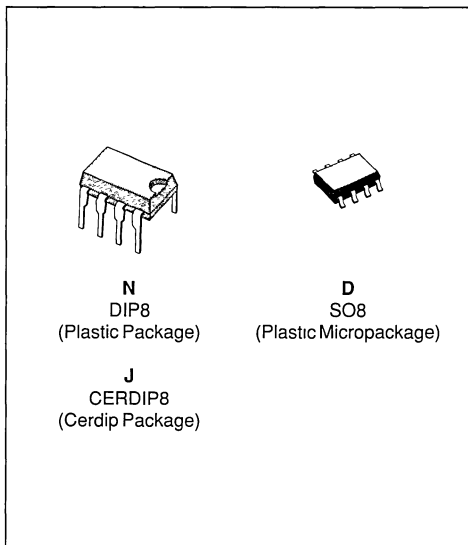 N
DIP8
(Plastic Package)
D
SO8
(Plastic Micropackage)
J
CERDIP8
(Cerdip Package)